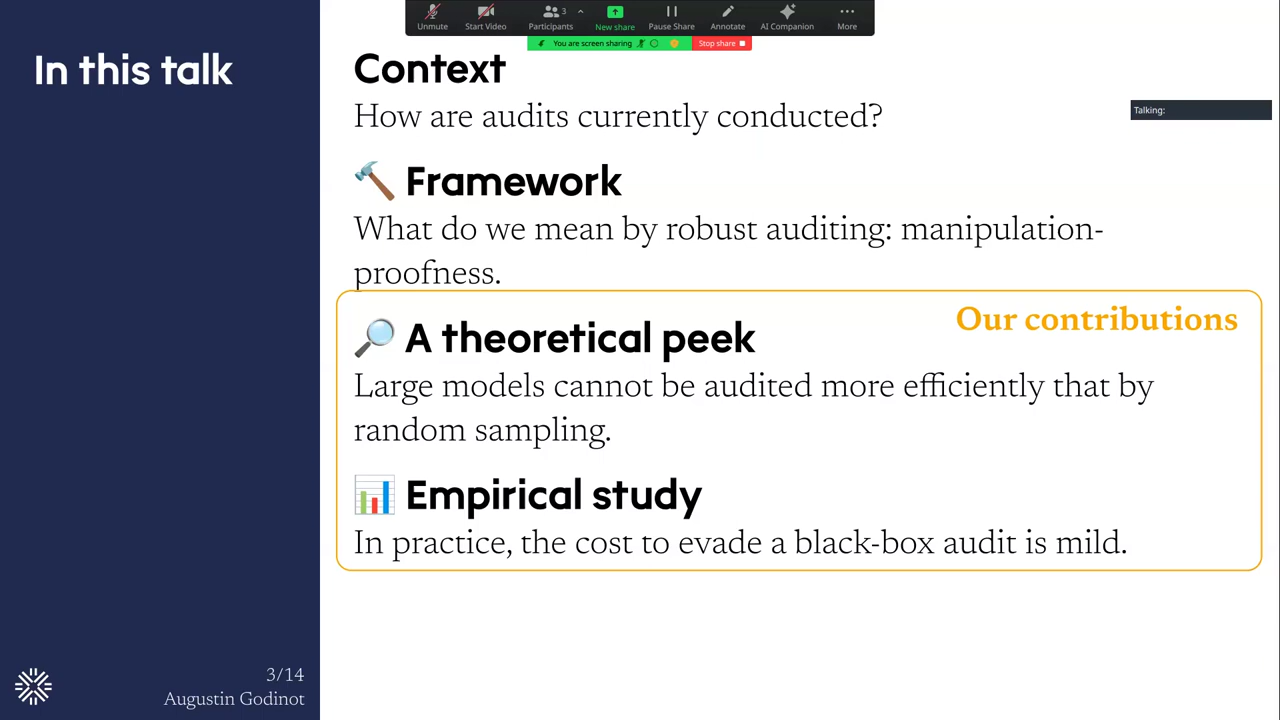 Unmute
Start Video
Participants
3
New share
Pause Share
Annotate
AI Companion
More
You are screen sharing
Stop share
Talking:
In this talk
Context
How are audits currently conducted?
Framework
What do we mean by robust auditing: manipulation-
proofness.
Our contributions
A theoretical peek
Large models cannot be audited more efficiently that by
random sampling.
Empirical study
In practice, the cost to evade a black-box audit is mild.
3/14
Augustin Godinot